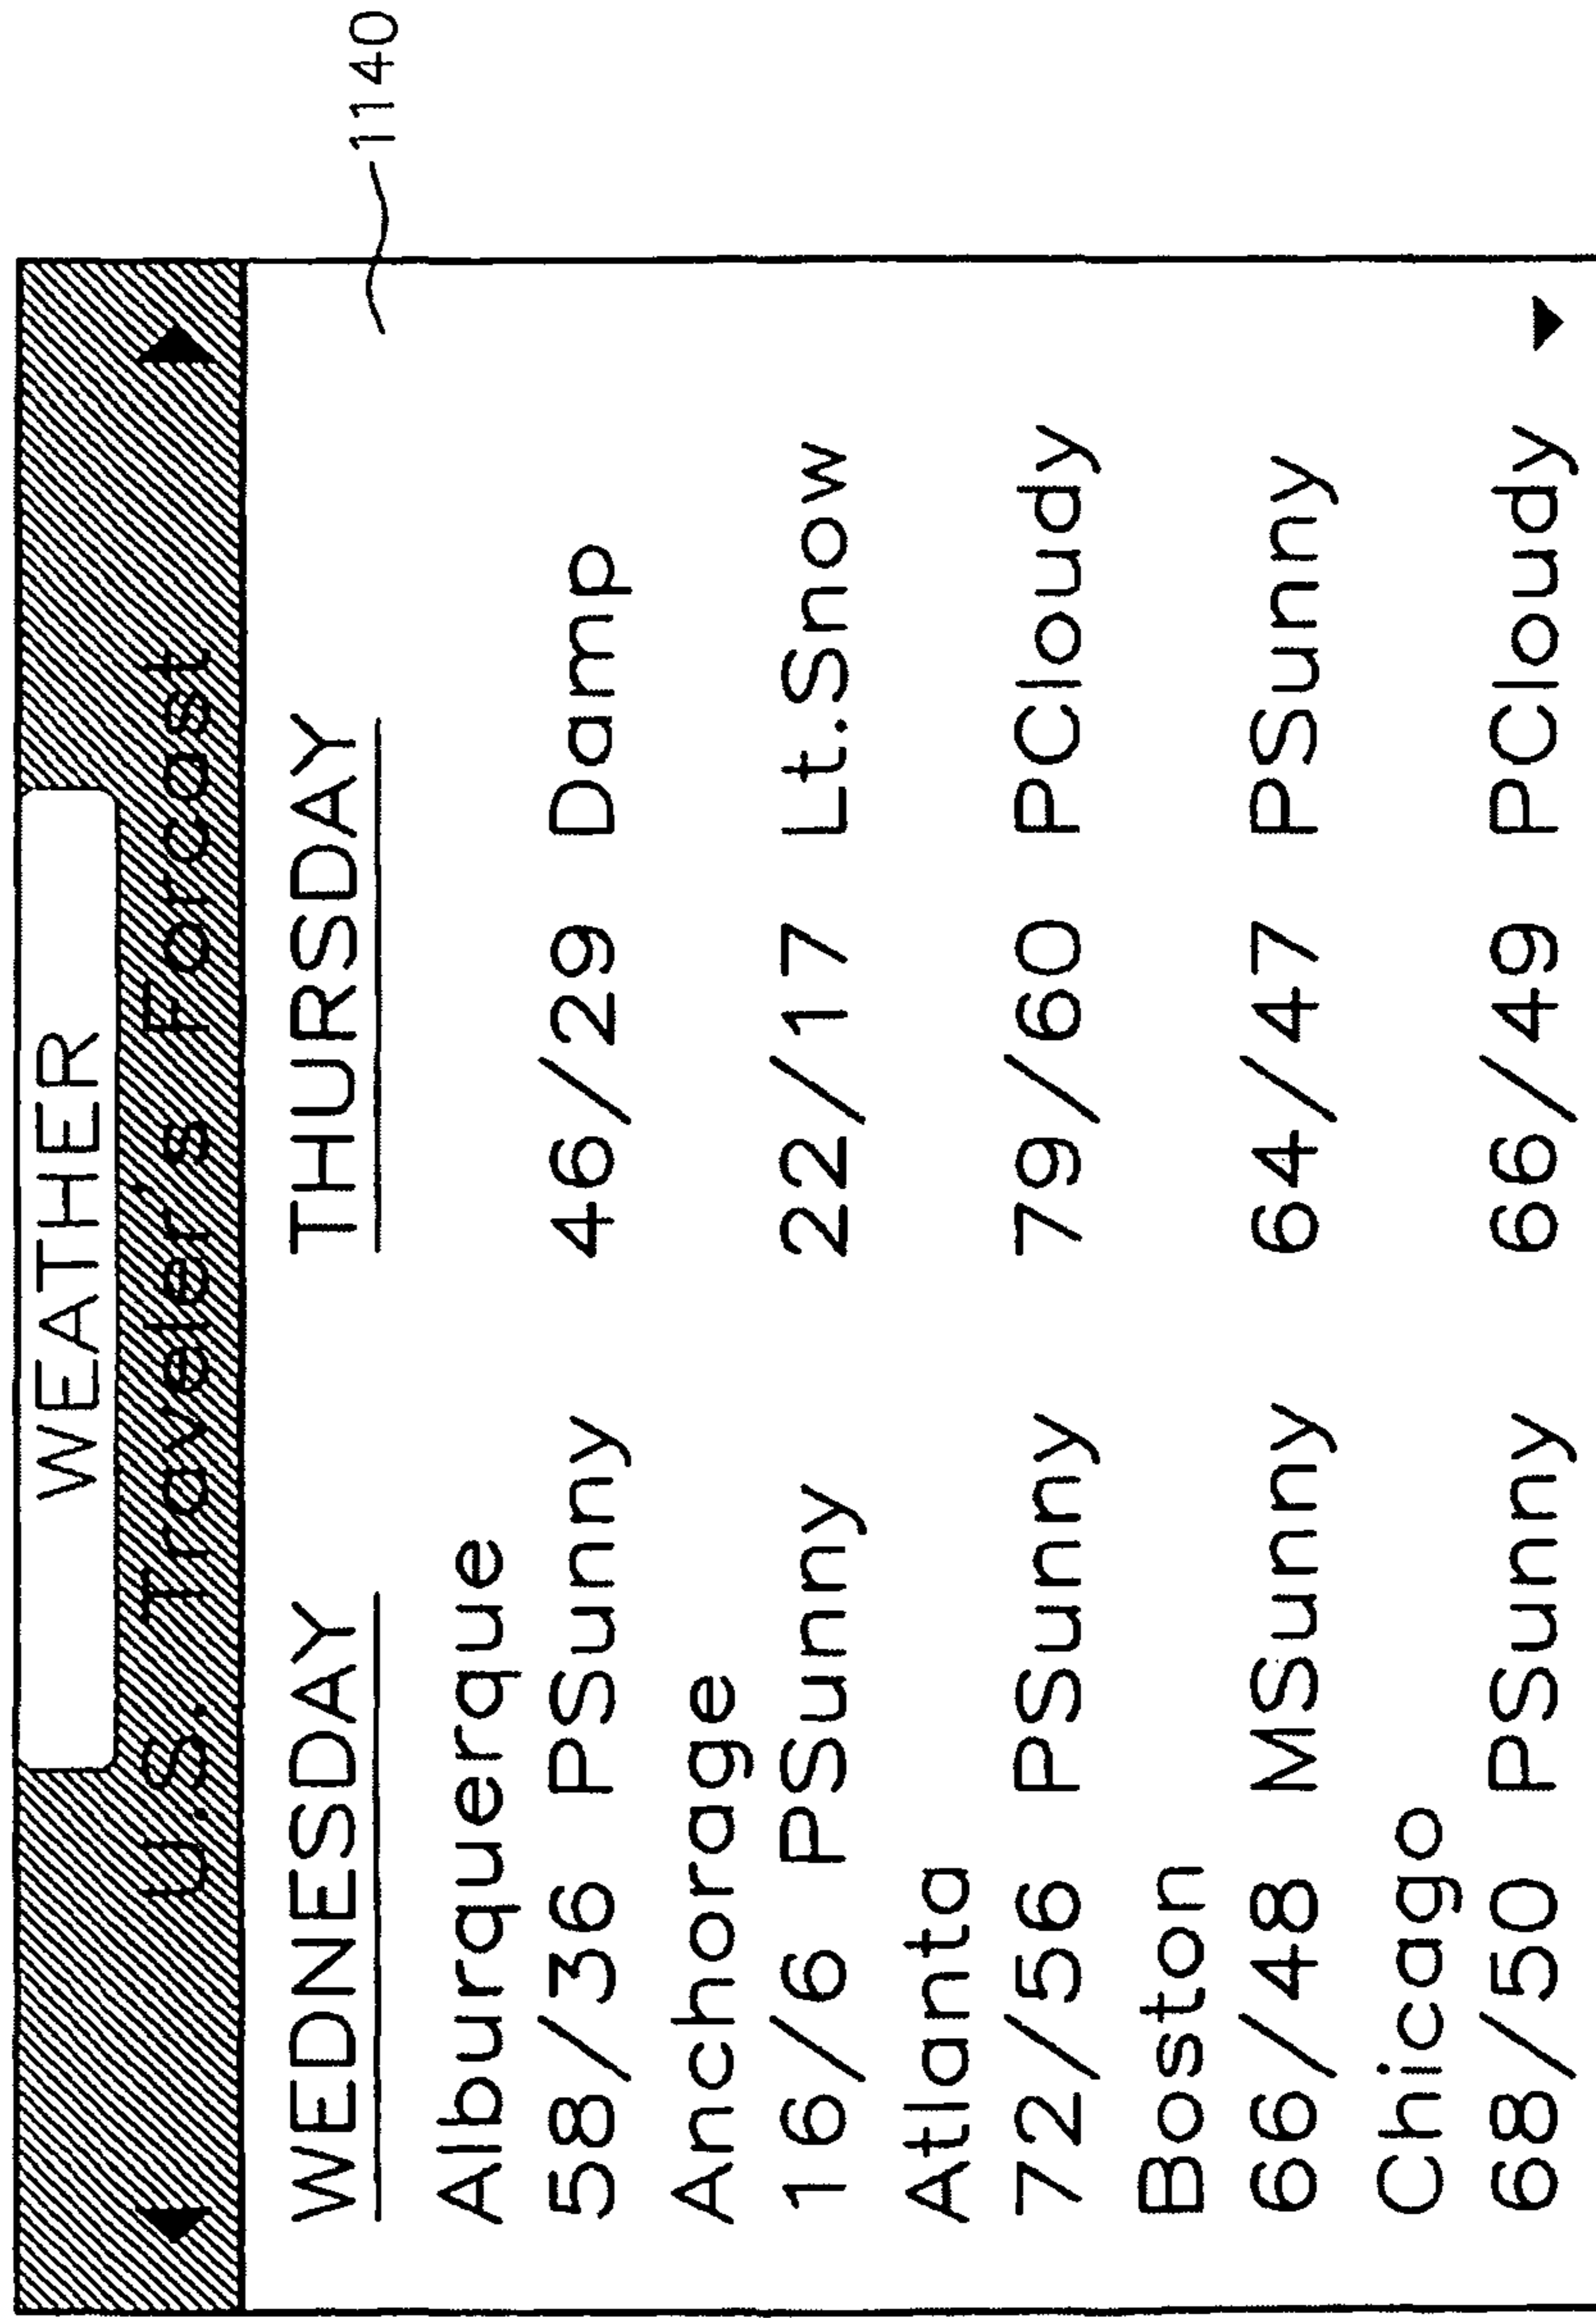 WEATHER
U.S. Traveler's Forcast
1140
WEDNESDAY THURSDAY
Alburquerque
58/36 PSunny 46/29 Damp
Anchorage
16/6 PSunny 22/17 Lt.Snow
Atlanta
72/56 PSunny 79/60 PCloudy
Boston
66/48 MSunny 64/47 PSunny
Chicago
68/50 PSunny 66/49 PCloudy